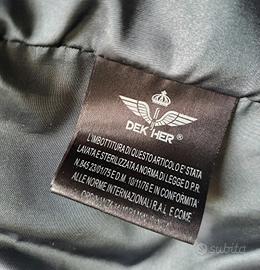 DEK HER®
L'IMBOTTITURA DI QUESTO ARTICOLO E' STATA
LAVATA E STERILIZZATA A NORMA DI LEGGE D.P.R.
N.845.23/01/75 E D.M. 10/11/76 E IN CONFORMITA'
ALLE NORME INTERNAZIONALI R.A.L. E COME
subito